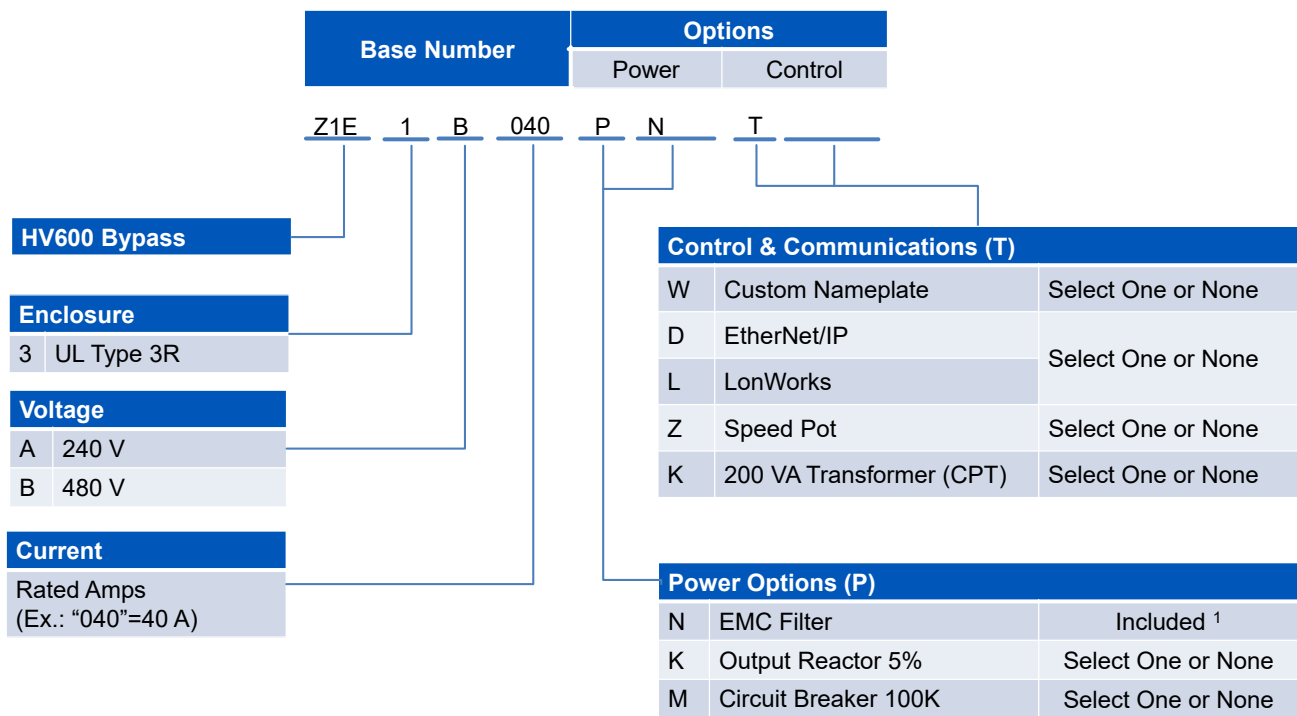 Base Number
Options
Power Control
Z1E 1 B 040 P N T
HV600 Bypass
Enclosure
3 UL Type 3R
Voltage
A 240 V
B 480 V
Current
Rated Amps
(Ex.: “040”=40 A)
Control & Communications (T)
W Custom Nameplate Select One or None
D EtherNet/IP
Select One or None
L LonWorks
Z Speed Pot Select One or None
K 200 VA Transformer (CPT) Select One or None
Power Options (P)
N EMC Filter Included 1
K Output Reactor 5% Select One or None
M Circuit Breaker 100K Select One or None